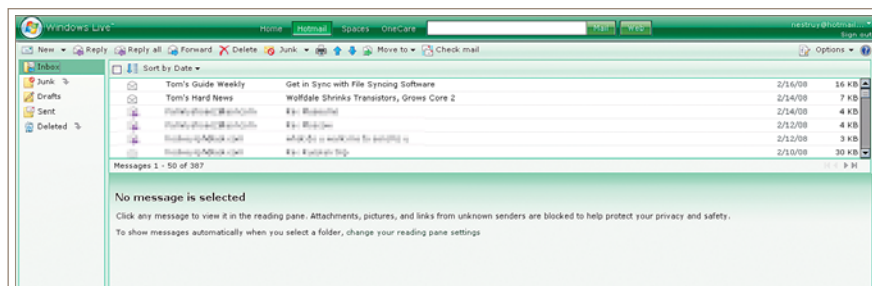 Windows Live™ Home Hotmail Spaces OneCare Mail Web nestruy@hotmail...
Sign out
New Reply Reply all Forward Delete Junk Move to Check mail Options
Inbox Sort by Date
Junk Tom's Guide Weekly Get in Sync with File Syncing Software 2/16/08 16 KB
Drafts Tom's Hard News Wolfdale Shrinks Transistors, Grows Core 2 2/14/08 7 KB
Sent 2/14/08 4 KB
Deleted 2/12/08 4 KB
2/12/08 3 KB
2/10/08 30 KB
Messages 1 - 50 of 387
No message is selected
Click any message to view it in the reading pane. Attachments, pictures, and links from unknown senders are blocked to help protect your privacy and safety.
To show messages automatically when you select a folder, change your reading pane settings